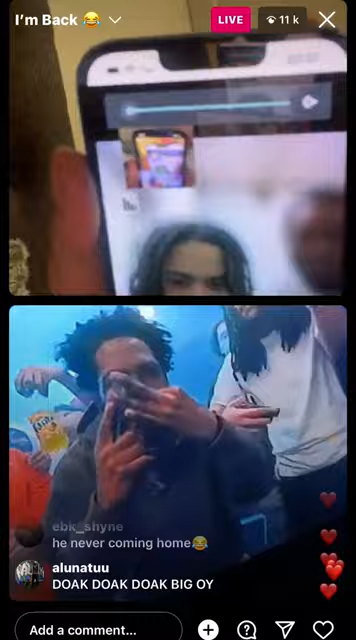 I'm Back 😂
LIVE
11 k
ebk_shyne
he never coming home😂
alunatuu
DOAK DOAK DOAK BIG OY
Add a comment...